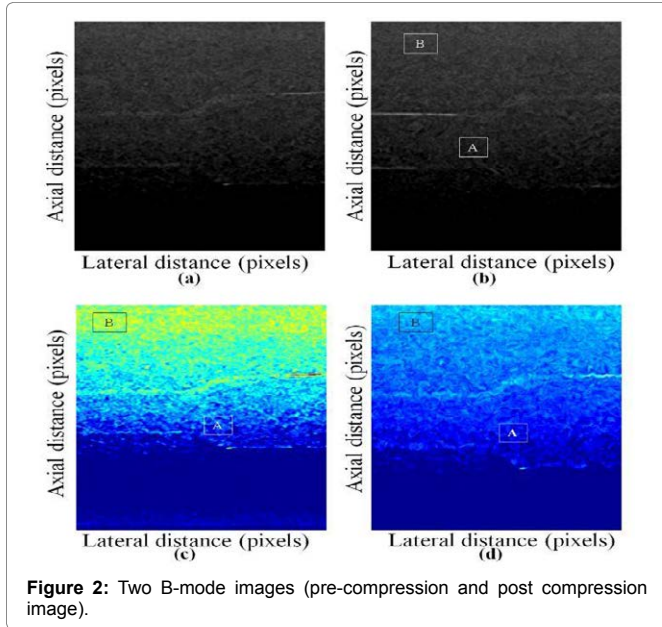 B
A
Axial distance (pixels)
Axial distance (pixels)
Lateral distance (pixels)
Lateral distance (pixels)
(a)
(b)
B
B
A
A
Axial distance (pixels)
Axial distance (pixels)
Lateral distance (pixels)
Lateral distance (pixels)
(c)
(d)
Figure 2: Two B-mode images (pre-compression and post compression
image).